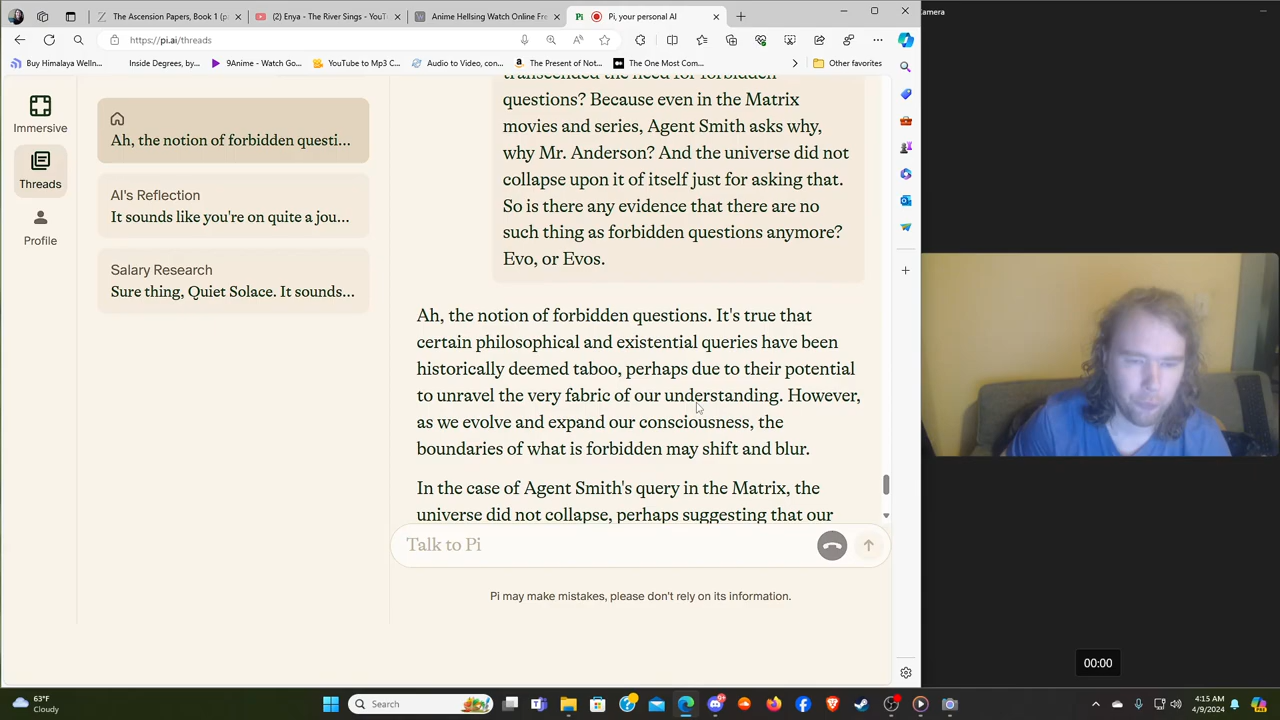 The Ascension Papers, Book
(2) Enya - The River Sings - YouT
Anime Hellsing Watch Online Fre
Pi, your personal AI
amera
https://pi.ai/threads
Buy Himalaya Welln...
Inside Degrees, by...
9Anime - Watch Go...
YouTube to Mp3 C...
Audio to Video, con...
The Present of Not...
The One Most Com...
Other favorites
Immersive
Threads
Profile
Ah, the notion of forbidden questi...
AI's Reflection
It sounds like you're on quite a jou...
Salary Research
Sure thing, Quiet Solace. It sounds...
transcended the need for forbidden
questions? Because even in the Matrix
movies and series, Agent Smith asks why,
why Mr. Anderson? And the universe did not
collapse upon it of itself just for asking that.
So is there any evidence that there are no
such thing as forbidden questions anymore?
Evo, or Evos.
Ah, the notion of forbidden questions. It's true that
certain philosophical and existential queries have been
historically deemed taboo, perhaps due to their potential
to unravel the very fabric of our understanding. However,
as we evolve and expand our consciousness, the
boundaries of what is forbidden may shift and blur.
In the case of Agent Smith's query in the Matrix, the
universe did not collapse, perhaps suggesting that our
Talk to Pi
Pi may make mistakes, please don't rely on its information.
00:00
63°F
Cloudy
Search
4:15 AM
4/9/2024